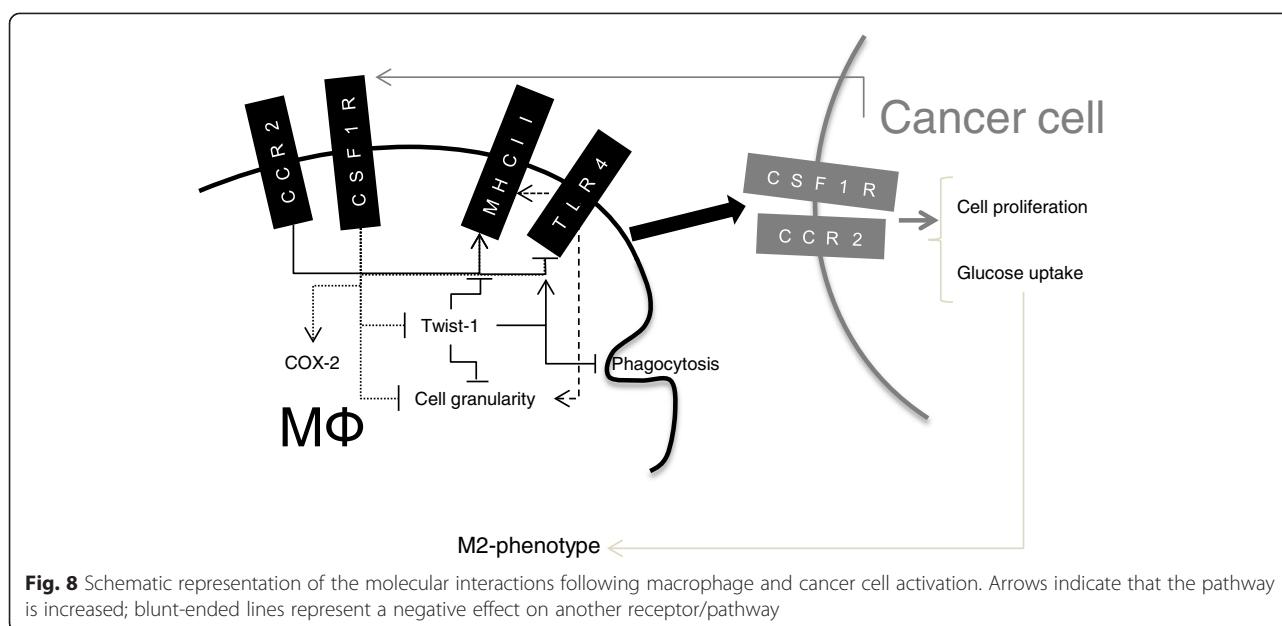 CCR2
CSF1R
MHCII
TLR4
Cancer cell
CSF1R
CCR2
Cell proliferation
Glucose uptake
Twist-1
COX-2
Phagocytosis
Cell granularity
MΦ
M2-phenotype
Fig. 8 Schematic representation of the molecular interactions following macrophage and cancer cell activation. Arrows indicate that the pathway
is increased; blunt-ended lines represent a negative effect on another receptor/pathway